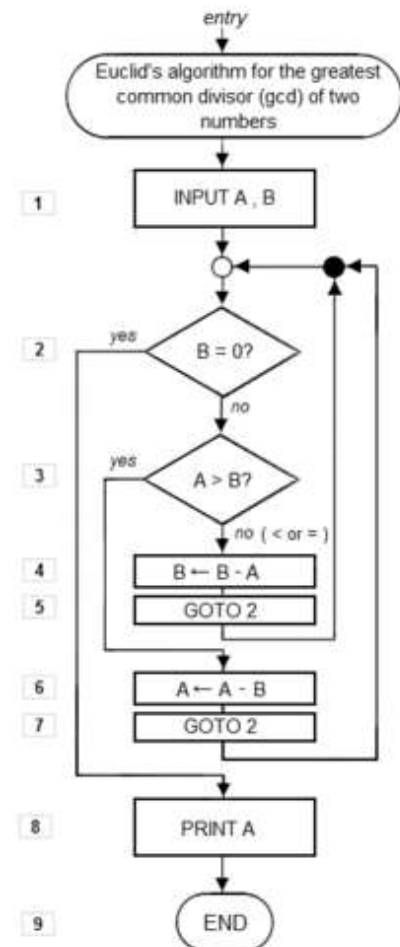 entry
Euclid's algorithm for the greatest
common divisor (gcd) of two
numbers
1
INPUT A , B
2
yes
B = 0?
no
3
yes
A > B?
no ( < or = )
4
B ← B - A
5
GOTO 2
6
A ← A - B
7
GOTO 2
8
PRINT A
9
END